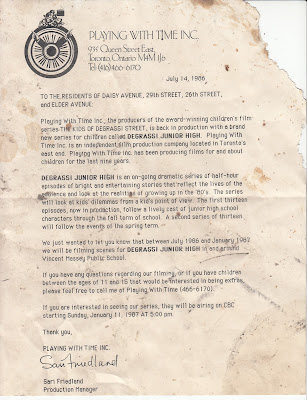 PLAYING WITH TIME INC.
935 Queen Street East,
Toronto, Ontario M4M 1J6
Tel: (416) 466-6170
July 14, 1986
TO THE RESIDENTS OF DAISY AVENUE, 29th STREET, 26th STREET,
and ELDER AVENUE:
Playing With Time Inc., the producers of the award-winning children's film
series THE KIDS OF DEGRASSI STREET, is back in production with a brand
new series for children called DEGRASSI JUNIOR HIGH. Playing With
Time Inc. is an independent film production company located in Toronto's
east end. Playing With Time Inc. has been producing films for and about
children for the last nine years.
DEGRASSI JUNIOR HIGH is an on-going dramatic series of half-hour
episodes of bright and entertaining stories that reflect the lives of the
audience and look at the realities of growing up in the '80's. The series
will look at kids' dilemmas from a kid's point of view. The first thirteen
episodes, now in production, follow a lively cast of junior high school
characters through the fall term of school. A second series of thirteen
will follow the events of the spring term.
We just wanted to let you know that between July 1986 and January 1987
we will be filming scenes for DEGRASSI JUNIOR HIGH in and around
Vincent Massey Public School.
If you have any questions regarding our filming, or if you have children
between the ages of 11 and 15 that would be interested in being extras,
please feel free to call me at Playing With Time (466-6170).
If you are interested in seeing our series, they will be airing on CBC
starting Sunday, January 11, 1987 AT 5:00 pm.
Thank you,
PLAYING WITH TIME INC.
Sari Friedland
Sari Friedland
Production Manager